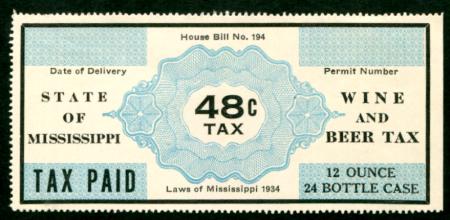 House Bill No. 194
Date of Delivery
Permit Number
STATE
OF
MISSISSIPPI
48c
TAX
WINE
AND
BEER TAX
TAX PAID
Laws of Mississippi 1934
12 OUNCE
24 BOTTLE CASE